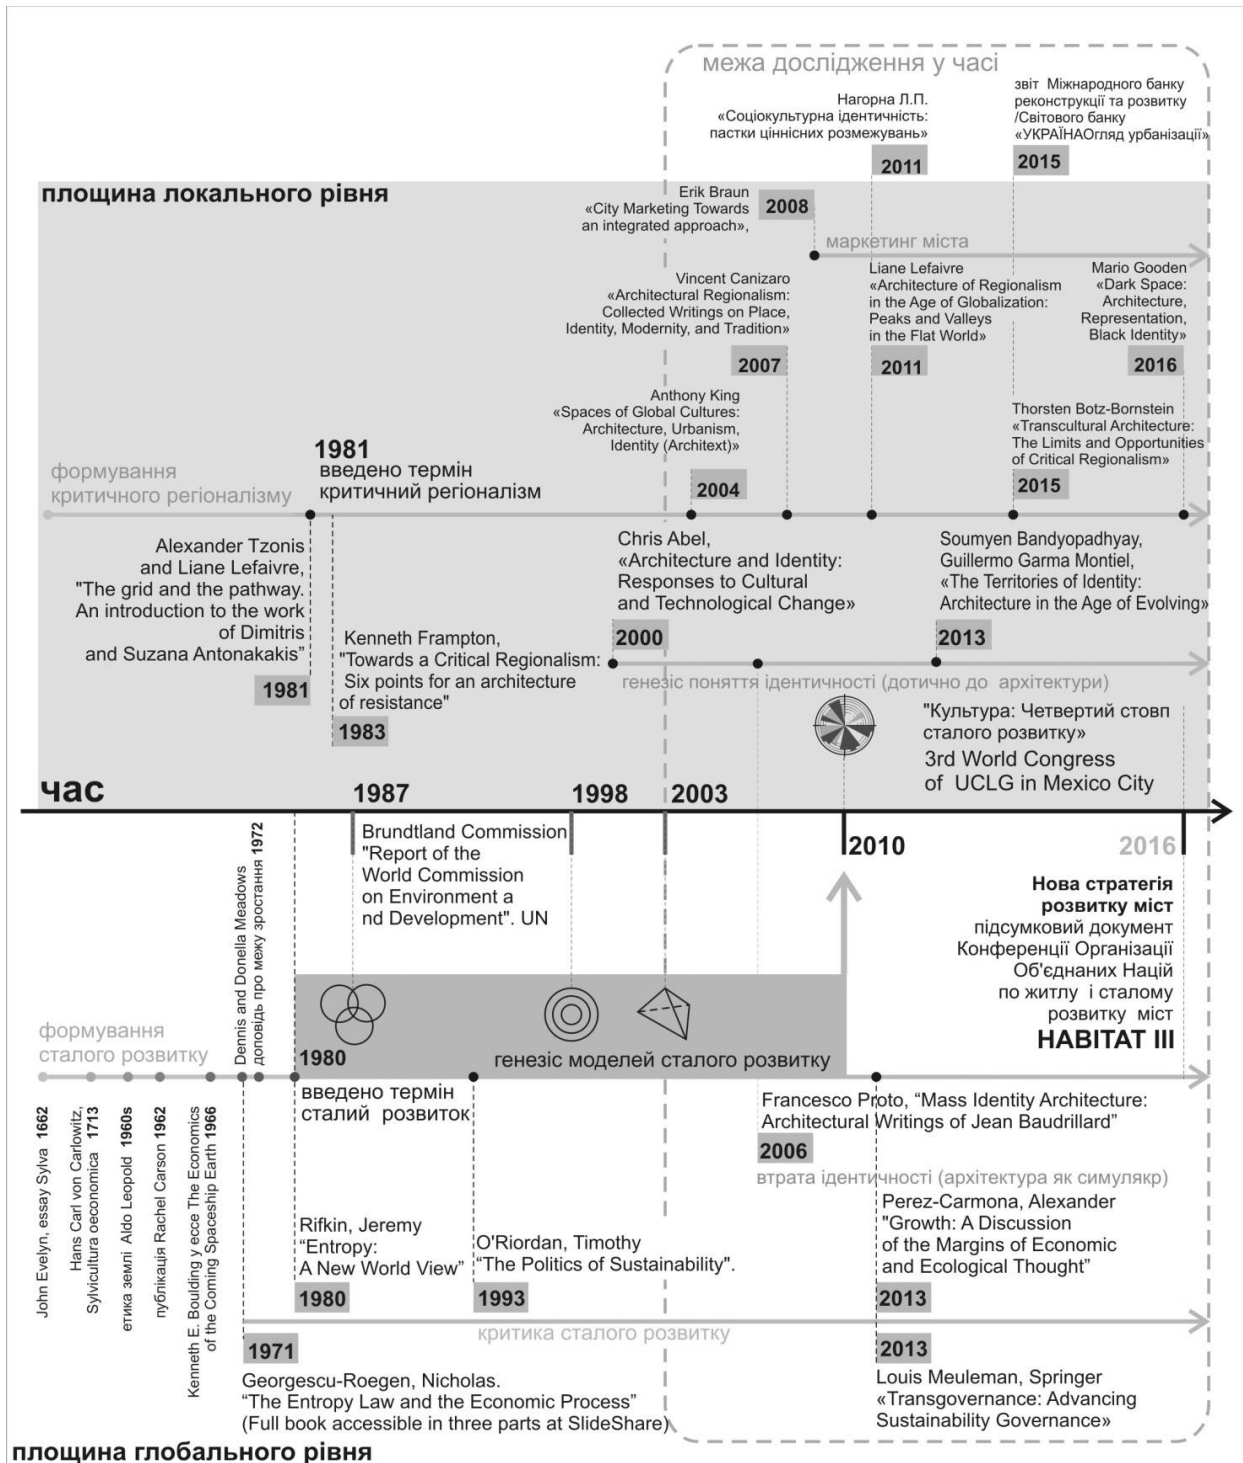 межа дослідження у часі
Нагорна Л.П.
«Соціокультурна ідентичність:
пастки ціннісних розмежувань»
2011
звіт Міжнародного банку
реконструкції та розвитку
/Світового банку
«УКРАЇНАОгляд урбанізації»
2015
площина локального рівня
Erik Braun
«City Marketing Towards
an integrated approach»,
2008
маркетинг міста
Vincent Canizaro
«Architectural Regionalism:
Collected Writings on Place,
Identity, Modernity, and Tradition»
2007
Liane Lefaivre
«Architecture of Regionalism
in the Age of Globalization:
Peaks and Valleys
in the Flat World»
2011
Mario Gooden
«Dark Space:
Architecture,
Representation,
Black Identity»
2016
Anthony King
«Spaces of Global Cultures:
Architecture, Urbanism,
Identity (Architext)»
2004
Thorsten Botz-Bornstein
«Transcultural Architecture:
The Limits and Opportunities
of Critical Regionalism»
2015
формування
критичного регіоналізму
1981
введено термін
критичний регіоналізм
Alexander Tzonis
and Liane Lefaivre,
"The grid and the pathway.
An introduction to the work
of Dimitris
and Suzana Antonakakis”
1981
Kenneth Frampton,
"Towards a Critical Regionalism:
Six points for an architecture
of resistance"
1983
Chris Abel,
«Architecture and Identity:
Responses to Cultural
and Technological Change»
2000
Soumyen Bandyopadhyay,
Guillermo Garma Montiel,
«The Territories of Identity:
Architecture in the Age of Evolving»
2013
генезіс поняття ідентичності (дотично до архітектури)
"Культура: Четвертий стовп
сталого розвитку»
3rd World Congress
of UCLG in Mexico City
час
1987
1998
2003
2010
2016
Brundtland Commission
"Report of the
World Commission
on Environment a
nd Development". UN
Нова стратегія
розвитку міст
підсумковий документ
Конференції Організації
Об'єднаних Націй
по житлу і сталому
розвитку міст
HABITAT III
Dennis and Donella Meadows
доповідь про межу зростання 1972
формування
сталого розвитку
1980
генезіс моделей сталого розвитку
введено термін
сталий розвиток
John Evelyn, essay Sylva 1662
Hans Carl von Carlowitz,
Sylvicultura oeconomica 1713
етика землі Aldo Leopold 1960s
публікація Rachel Carson 1962
Kenneth E. Boulding у есе The Economics
of the Coming Spaceship Earth 1966
Francesco Proto, “Mass Identity Architecture:
Architectural Writings of Jean Baudrillard”
2006
втрата ідентичності (архітектура як симулякр)
Rifkin, Jeremy
“Entropy:
A New World View”
1980
O'Riordan, Timothy
“The Politics of Sustainability".
1993
Perez-Carmona, Alexander
"Growth: A Discussion
of the Margins of Economic
and Ecological Thought”
2013
критика сталого розвитку
1971
Georgescu-Roegen, Nicholas.
“The Entropy Law and the Economic Process”
(Full book accessible in three parts at SlideShare)
2013
Louis Meuleman, Springer
«Transgovernance: Advancing
Sustainability Governance»
площина глобального рівня